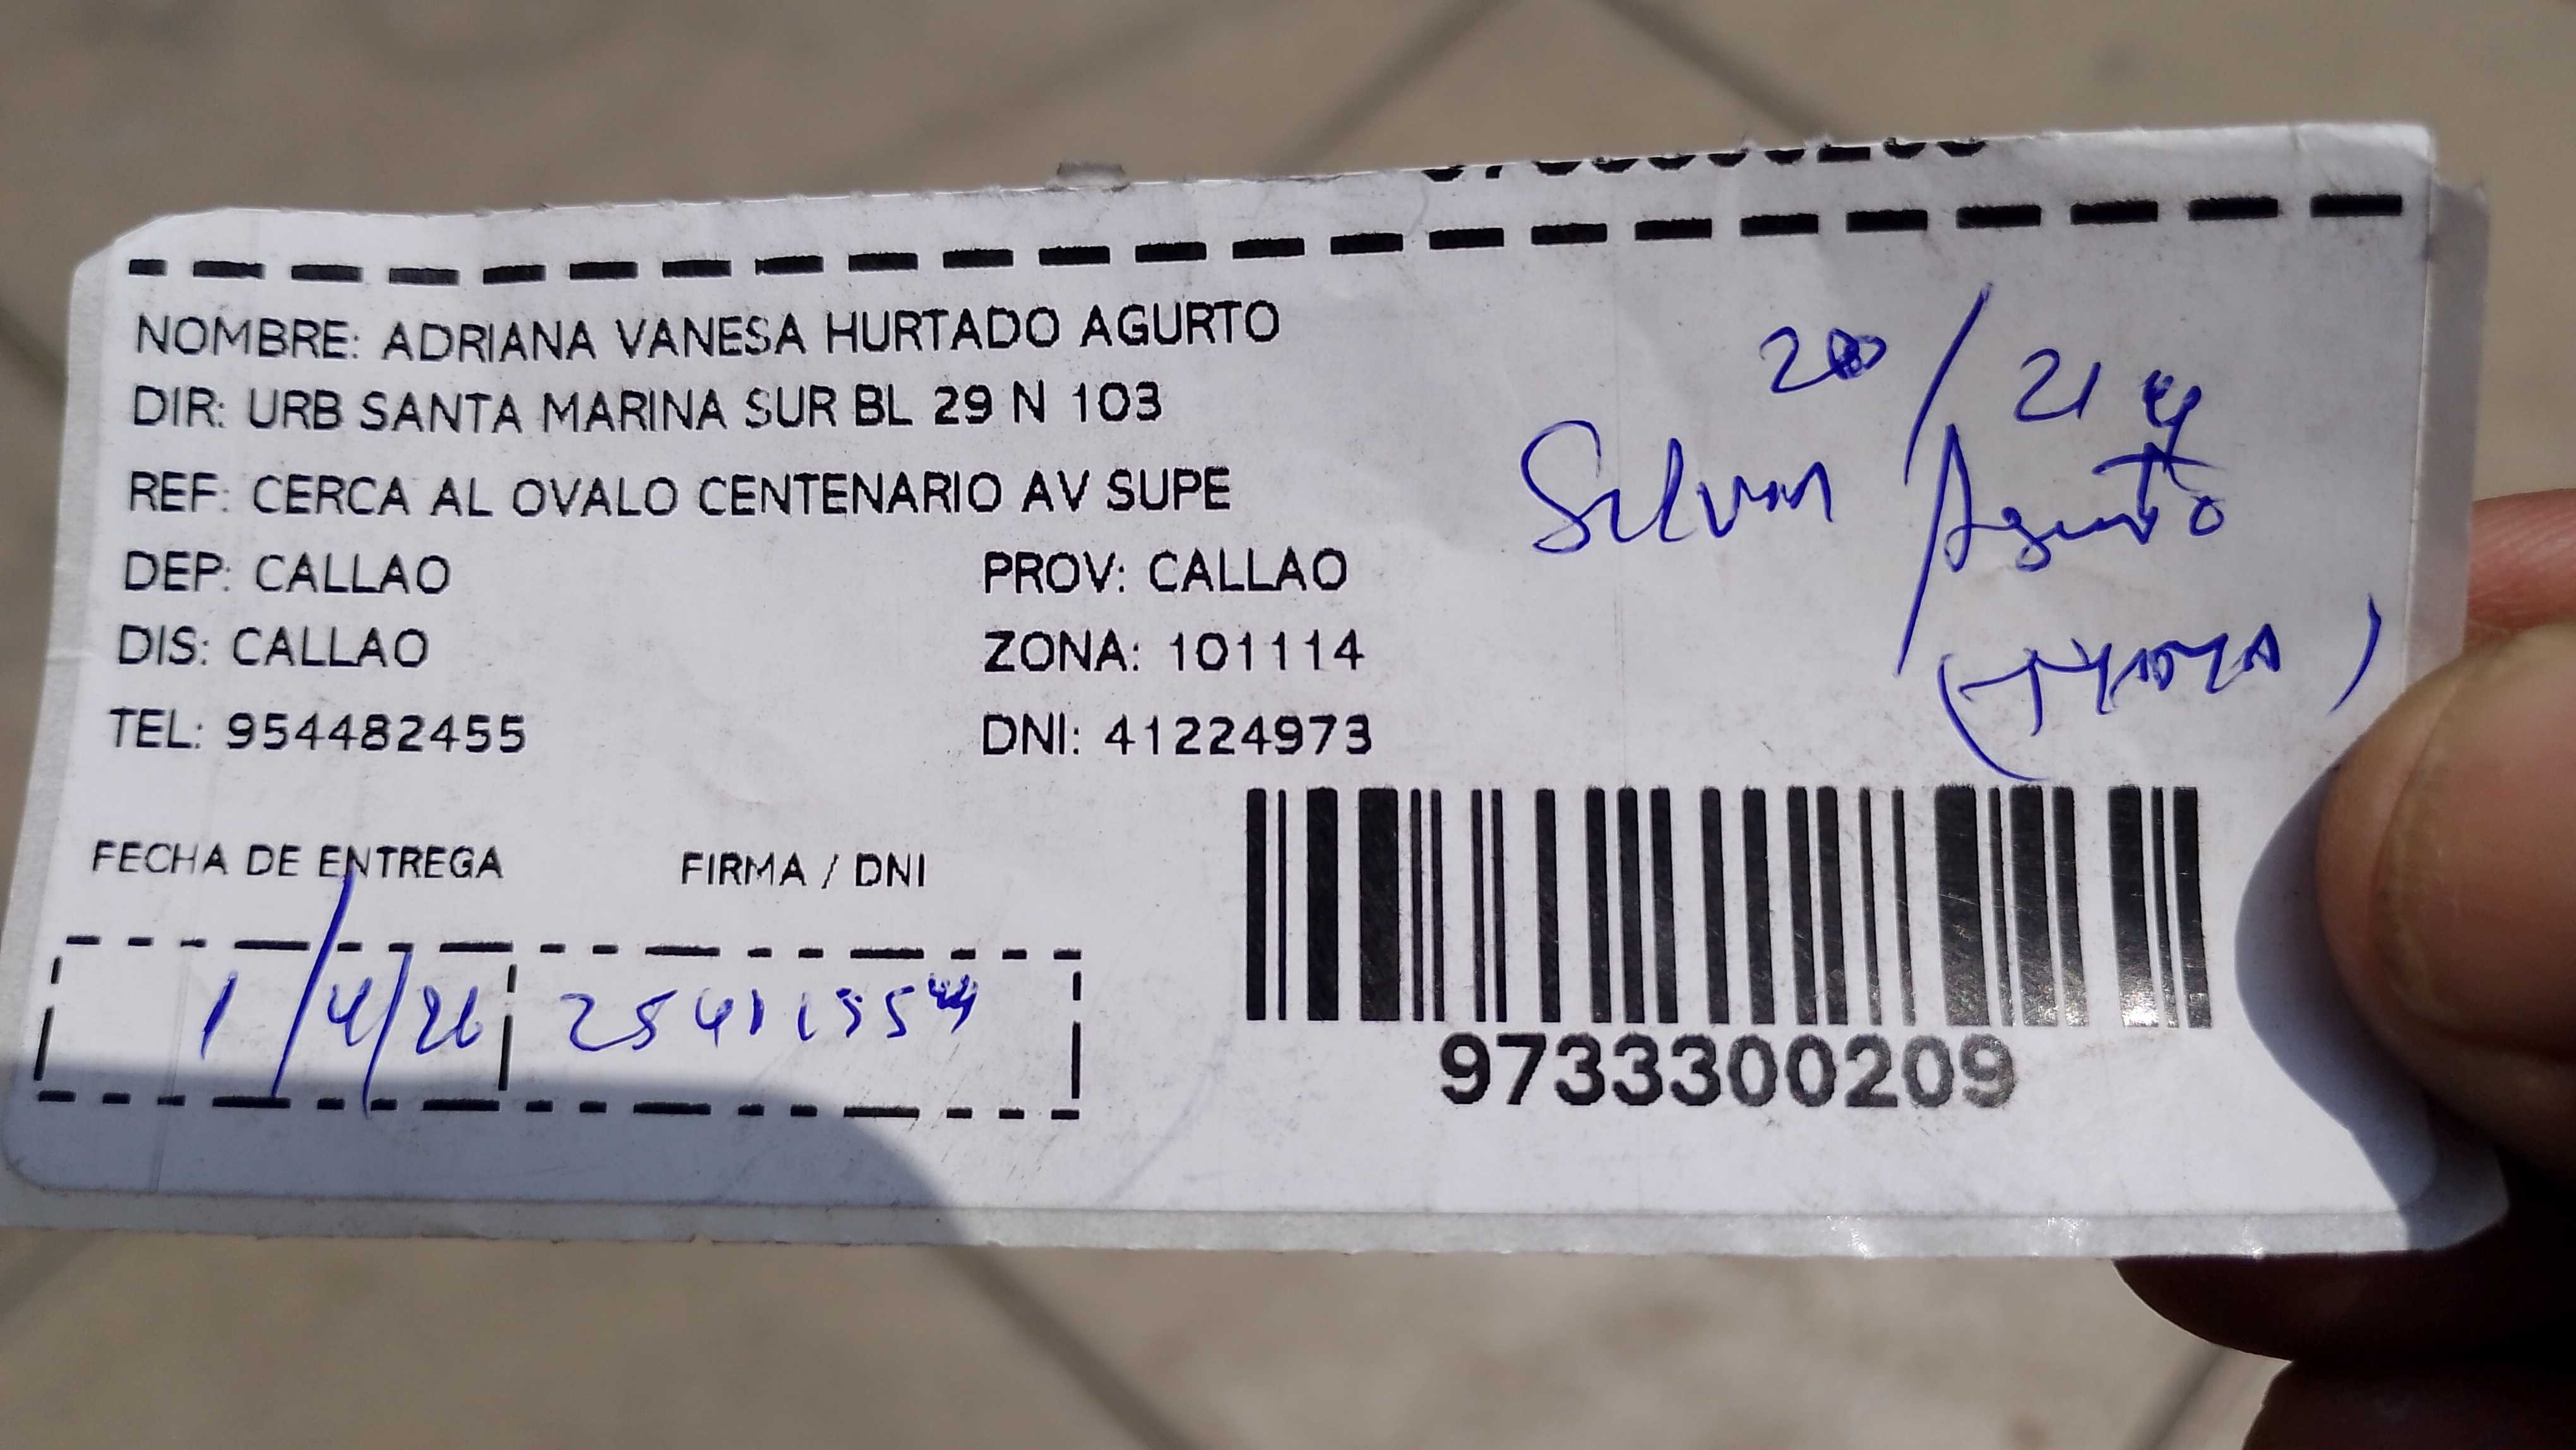 NOMBRE: ADRIANA VANESA HURTADO AGURTO
DIR: URB SANTA MARINA SUR BL 29 N 103
REF: CERCA AL OVALO CENTENARIO AV SUPE
DEP: CALLAO PROV: CALLAO
DIS: CALLAO ZONA: 101114
TEL: 954482455 DNI: 41224973
21
Agurto
FECHA DE ENTREGA FIRMA / DNI
1/4/26
9733300209